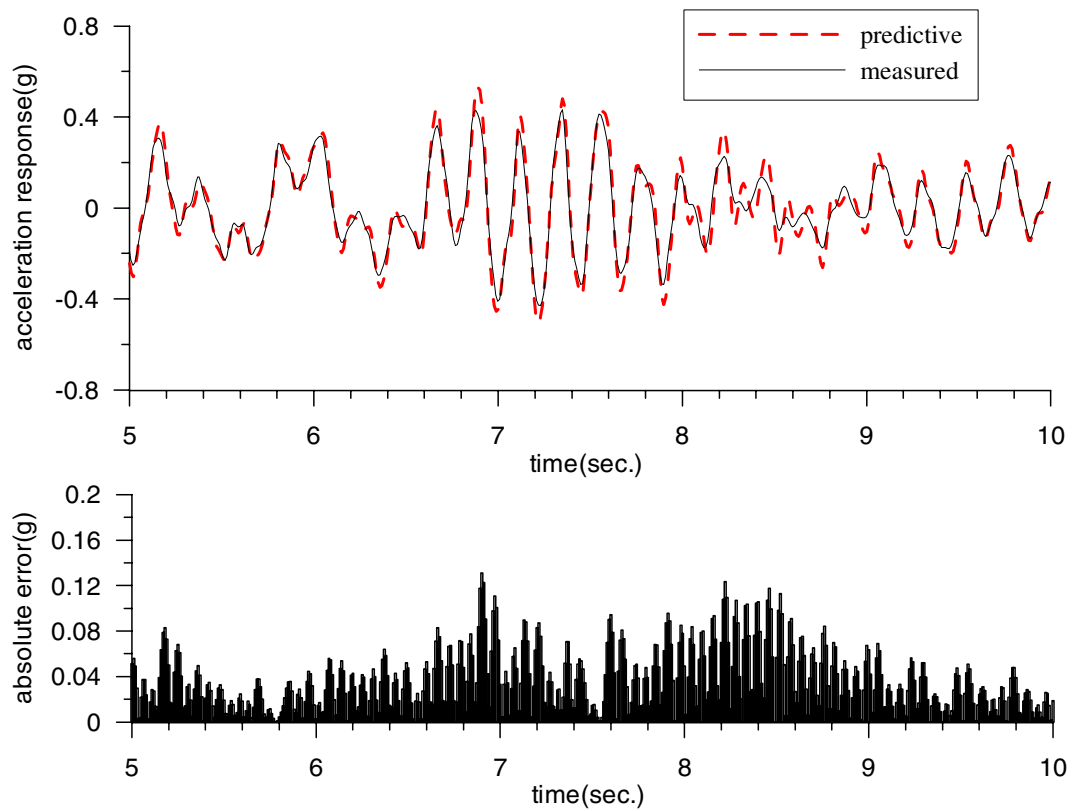 predictive
measured
acceleration response(g)
0.8
0.4
0
-0.4
-0.8
5 6 7 8 9 10
time(sec.)
absolute error(g)
0.2
0.16
0.12
0.08
0.04
0
5 6 7 8 9 10
time(sec.)